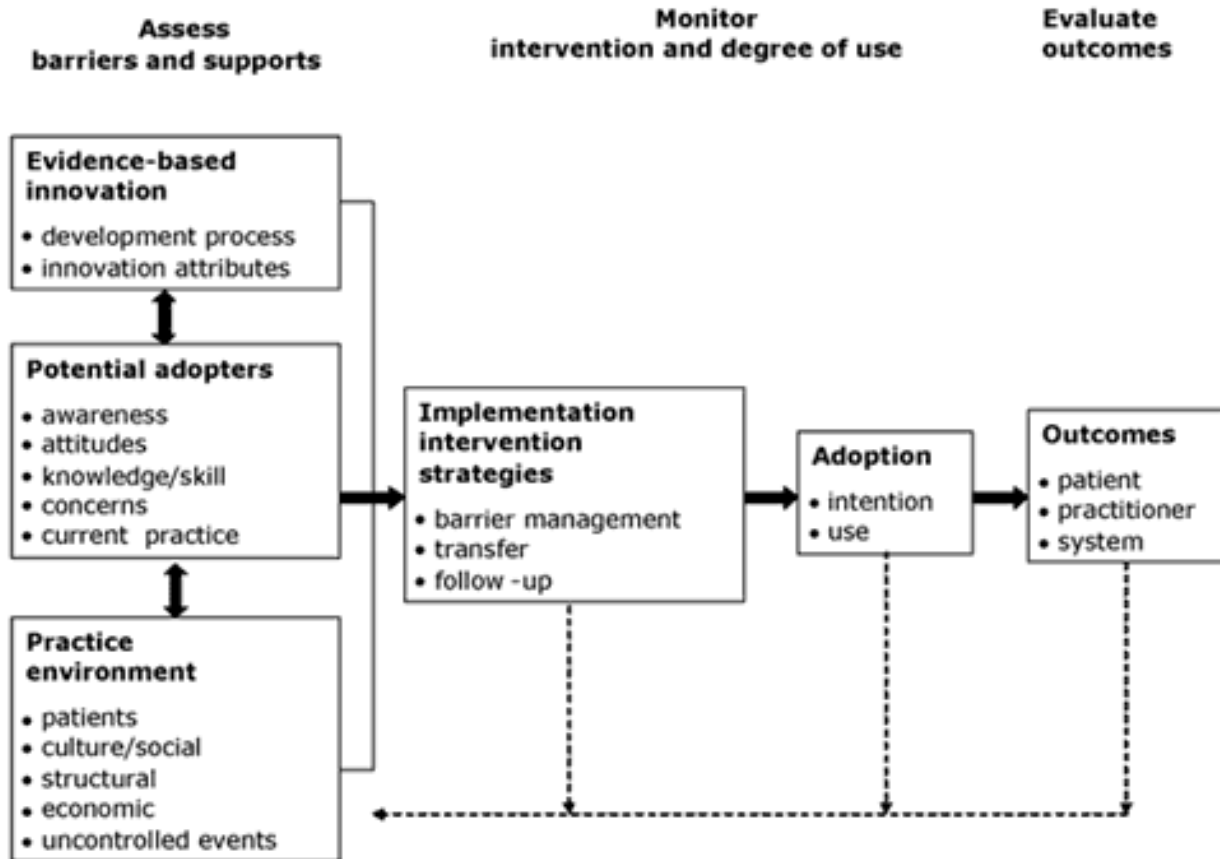 Assess
barriers and supports
Monitor
intervention and degree of use
Evaluate
outcomes
Evidence-based
innovation
• development process
• innovation attributes
Potential adopters
• awareness
• attitudes
• knowledge/skill
• concerns
• current practice
Practice
environment
• patients
• culture/social
• structural
• economic
• uncontrolled events
Implementation
intervention
strategies
• barrier management
• transfer
• follow -up
Adoption
• intention
• use
Outcomes
• patient
• practitioner
• system